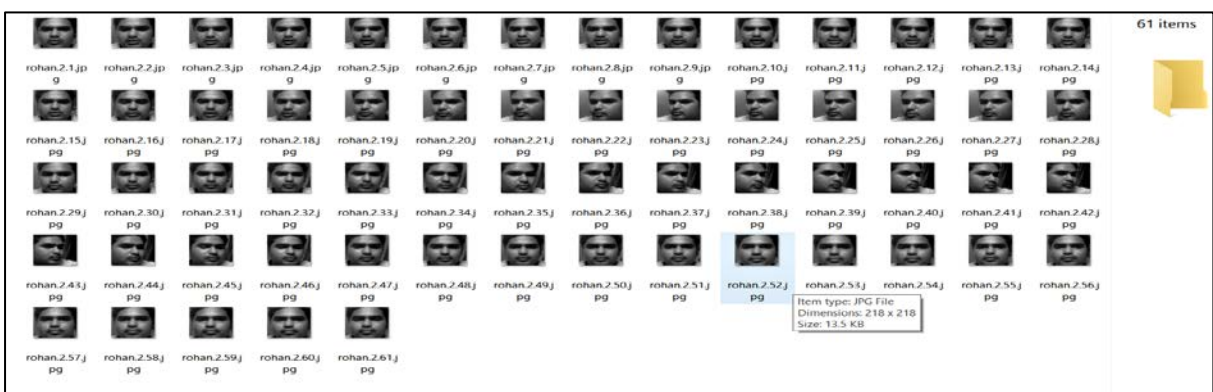 61 items
rohan.2.1.jp rohan.2.2.jp rohan.2.3.jp rohan.2.4.jp rohan.2.5.jp rohan.2.6.jp rohan.2.7.jp rohan.2.8.jp rohan.2.9.jp rohan.2.10.j rohan.2.11.j rohan.2.12.j rohan.2.13.j rohan.2.14.j
g g g g g g g g g pg pg pg pg pg
rohan.2.15.j rohan.2.16.j rohan.2.17.j rohan.2.18.j rohan.2.19.j rohan.2.20.j rohan.2.21.j rohan.2.22.j rohan.2.23.j rohan.2.24.j rohan.2.25.j rohan.2.26.j rohan.2.27.j rohan.2.28.j
pg pg pg pg pg pg pg pg pg pg pg pg pg pg
rohan.2.29.j rohan.2.30.j rohan.2.31.j rohan.2.32.j rohan.2.33.j rohan.2.34.j rohan.2.35.j rohan.2.36.j rohan.2.37.j rohan.2.38.j rohan.2.39.j rohan.2.40.j rohan.2.41.j rohan.2.42.j
pg pg pg pg pg pg pg pg pg pg pg pg pg pg
rohan.2.43.j rohan.2.44.j rohan.2.45.j rohan.2.46.j rohan.2.47.j rohan.2.48.j rohan.2.49.j rohan.2.50.j rohan.2.51.j rohan.2.52.j rohan.2.53.j rohan.2.54.j rohan.2.55.j rohan.2.56.j
pg pg pg pg pg pg pg pg pg pg pg pg
Item type: JPG File
Dimensions: 218 x 218
Size: 13.5 KB
rohan.2.57.j rohan.2.58.j rohan.2.59.j rohan.2.60.j rohan.2.61.j
pg pg pg pg pg